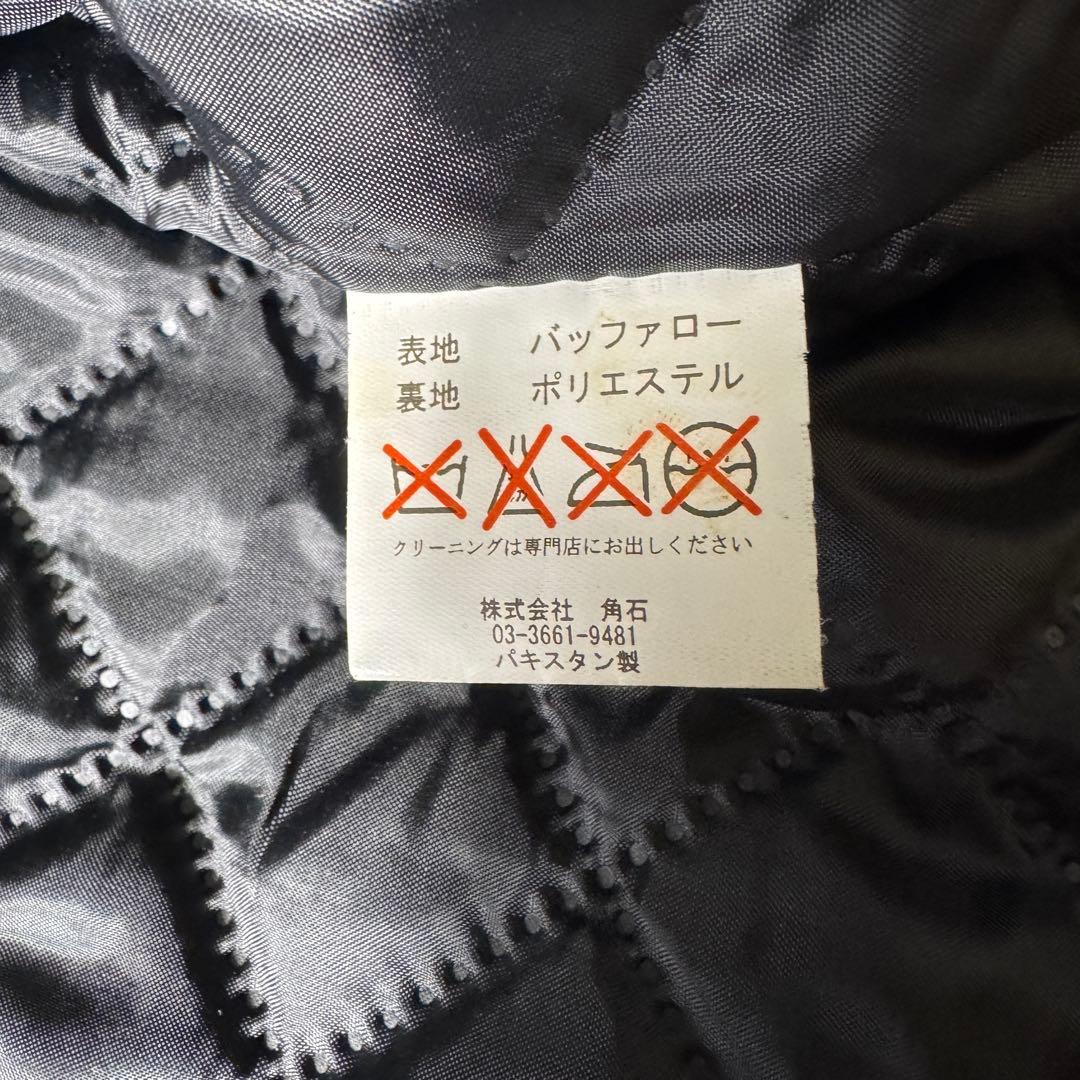 表地 バッファロー
裏地 ポリエステル
クリーニングは専門店にお出しください
株式会社 角石
03-3661-9481
パキスタン製